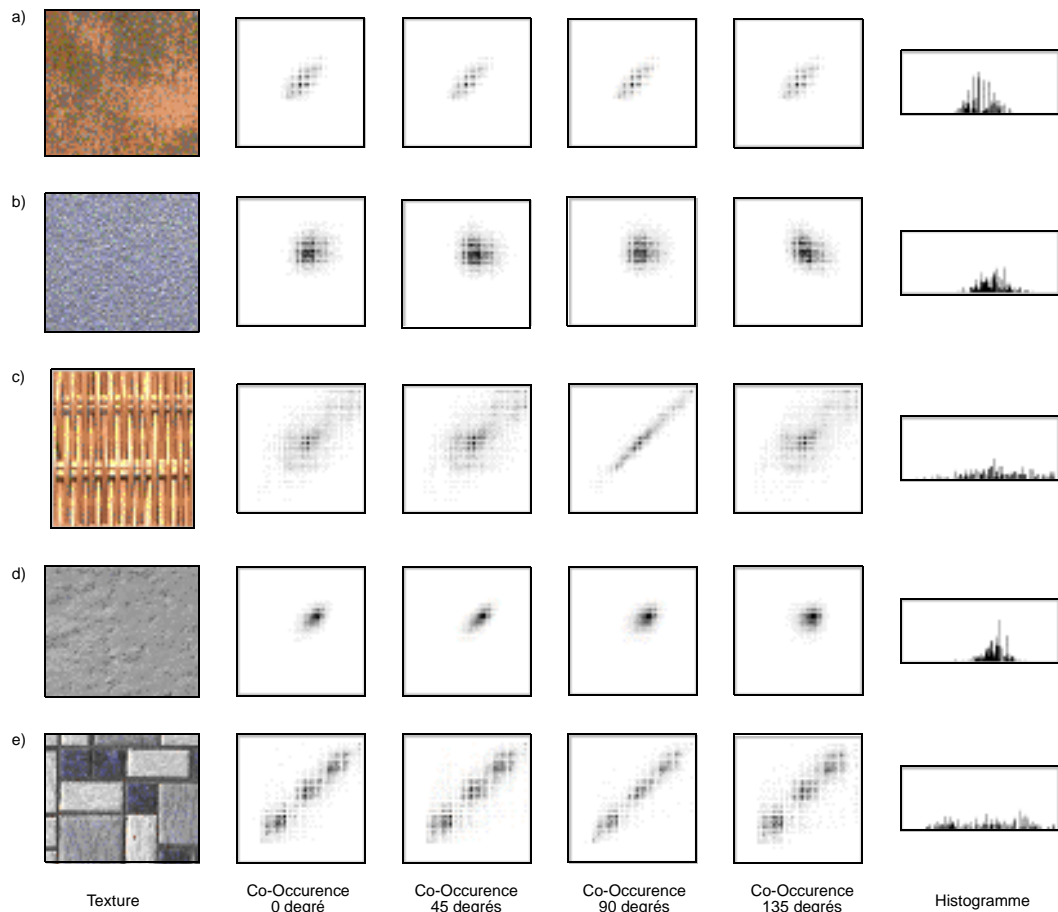 a)
b)
c)
d)
e)
Texture
Co-Occurence
0 degré
Co-Occurence
45 degrés
Co-Occurence
90 degrés
Co-Occurence
135 degrés
Histogramme